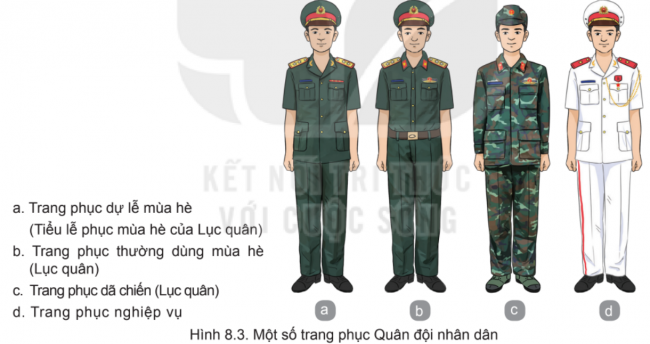 KẾT NỐI TRI THỨC
VỚI CUỘC SỐNG
a. Trang phục dự lễ mùa hè
(Tiểu lễ phục mùa hè của Lục quân)
b. Trang phục thường dùng mùa hè
(Lục quân)
c. Trang phục dã chiến (Lục quân)
d. Trang phục nghiệp vụ
a
b
c
d
Hình 8.3. Một số trang phục Quân đội nhân dân